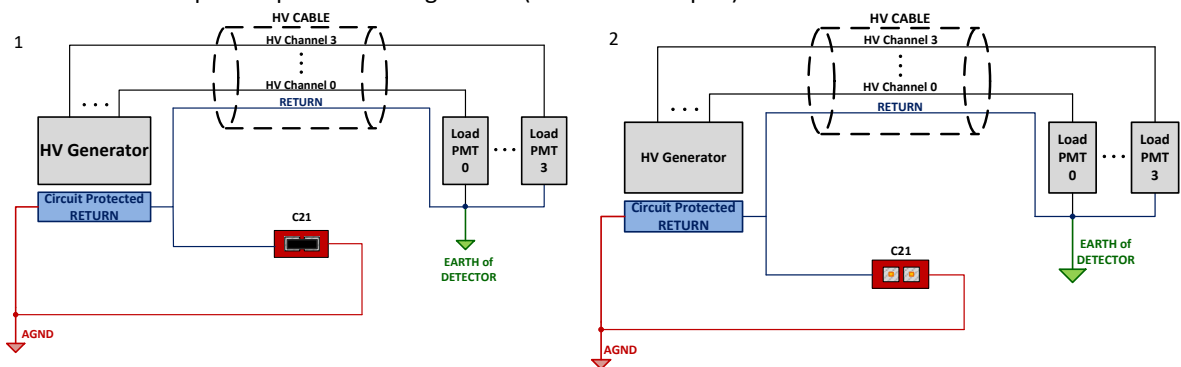 1
HV CABLE
HV Channel 3
HV Channel 0
RETURN
HV Generator
Load
PMT
0
Load
PMT
3
Circuit Protected
RETURN
C21
EARTH of
DETECTOR
AGND
2
HV CABLE
HV Channel 3
HV Channel 0
RETURN
HV Generator
Load
PMT
0
Load
PMT
3
Circuit Protected
RETURN
C21
EARTH of
DETECTOR
AGND